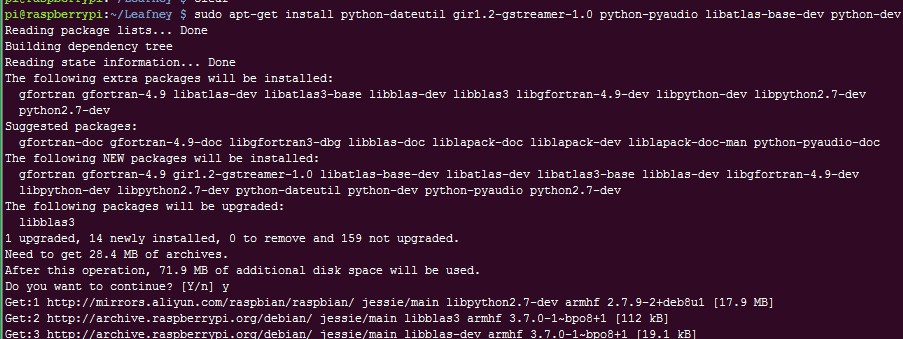 pi@raspberrypi:~/Leafney $ clear
pi@raspberrypi:~/Leafney $ sudo apt-get install python-dateutil gir1.2-gstreamer-1.0 python-pyaudio libatlas-base-dev python-dev
Reading package lists... Done
Building dependency tree
Reading state information... Done
The following extra packages will be installed:
gfortran gfortran-4.9 libatlas-dev libatlas3-base libblas-dev libblas3 libgfortran-4.9-dev libpython-dev libpython2.7-dev
python2.7-dev
Suggested packages:
gfortran-doc gfortran-4.9-doc libgfortran3-dbg libblas-doc liblapack-dev liblapack-doc-man python-pyaudio-doc
The following NEW packages will be installed:
gfortran gfortran-4.9 gir1.2-gstreamer-1.0 libatlas-base-dev libatlas-dev libatlas3-base libblas-dev libgfortran-4.9-dev
libpython-dev libpython2.7-dev python-dateutil python-dev python-pyaudio python2.7-dev
The following packages will be upgraded:
libblas3
1 upgraded, 14 newly installed, 0 to remove and 159 not upgraded.
Need to get 28.4 MB of archives.
After this operation, 71.9 MB of additional disk space will be used.
Do you want to continue? [Y/n] y
Get:1 http://mirrors.aliyun.com/raspbian/raspbian/ jessie/main libpython2.7-dev armhf 2.7.9-2+deb8u1 [17.9 MB]
Get:2 http://archive.raspberrypi.org/debian/ jessie/main libblas3 armhf 3.7.0-1~bpo8+1 [112 kB]
Get:3 http://archive.raspberrypi.org/debian/ jessie/main libblas-dev armhf 3.7.0-1~bpo8+1 [19.1 kB]